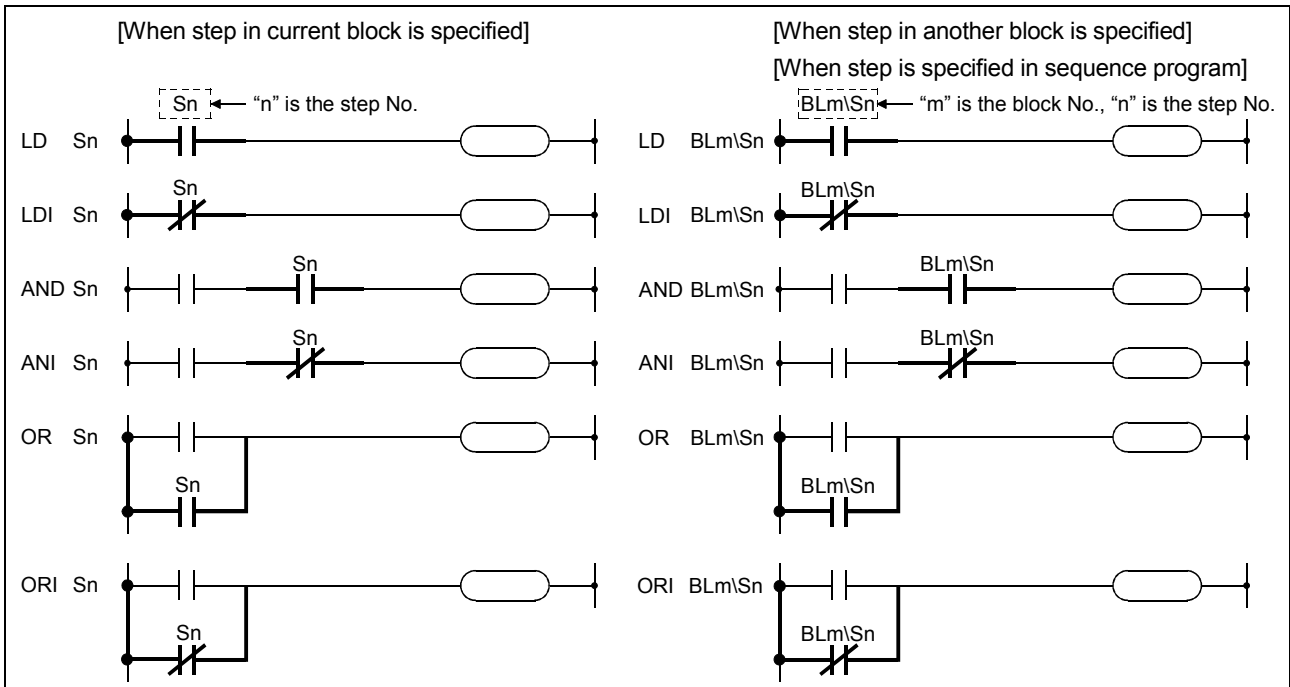 [When step in current block is specified]
Sn
"n" is the step No.
LD Sn
Sn
LDI Sn
Sn
AND Sn
Sn
ANI Sn
OR Sn
Sn
ORI Sn
Sn
[When step in another block is specified]
[When step is specified in sequence program]
BLm\Sn
"m" is the block No., "n" is the step No.
LD BLm\Sn
BLm\Sn
LDI BLm\Sn
BLm\Sn
AND BLm\Sn
BLm\Sn
ANI BLm\Sn
OR BLm\Sn
BLm\Sn
ORI BLm\Sn
BLm\Sn